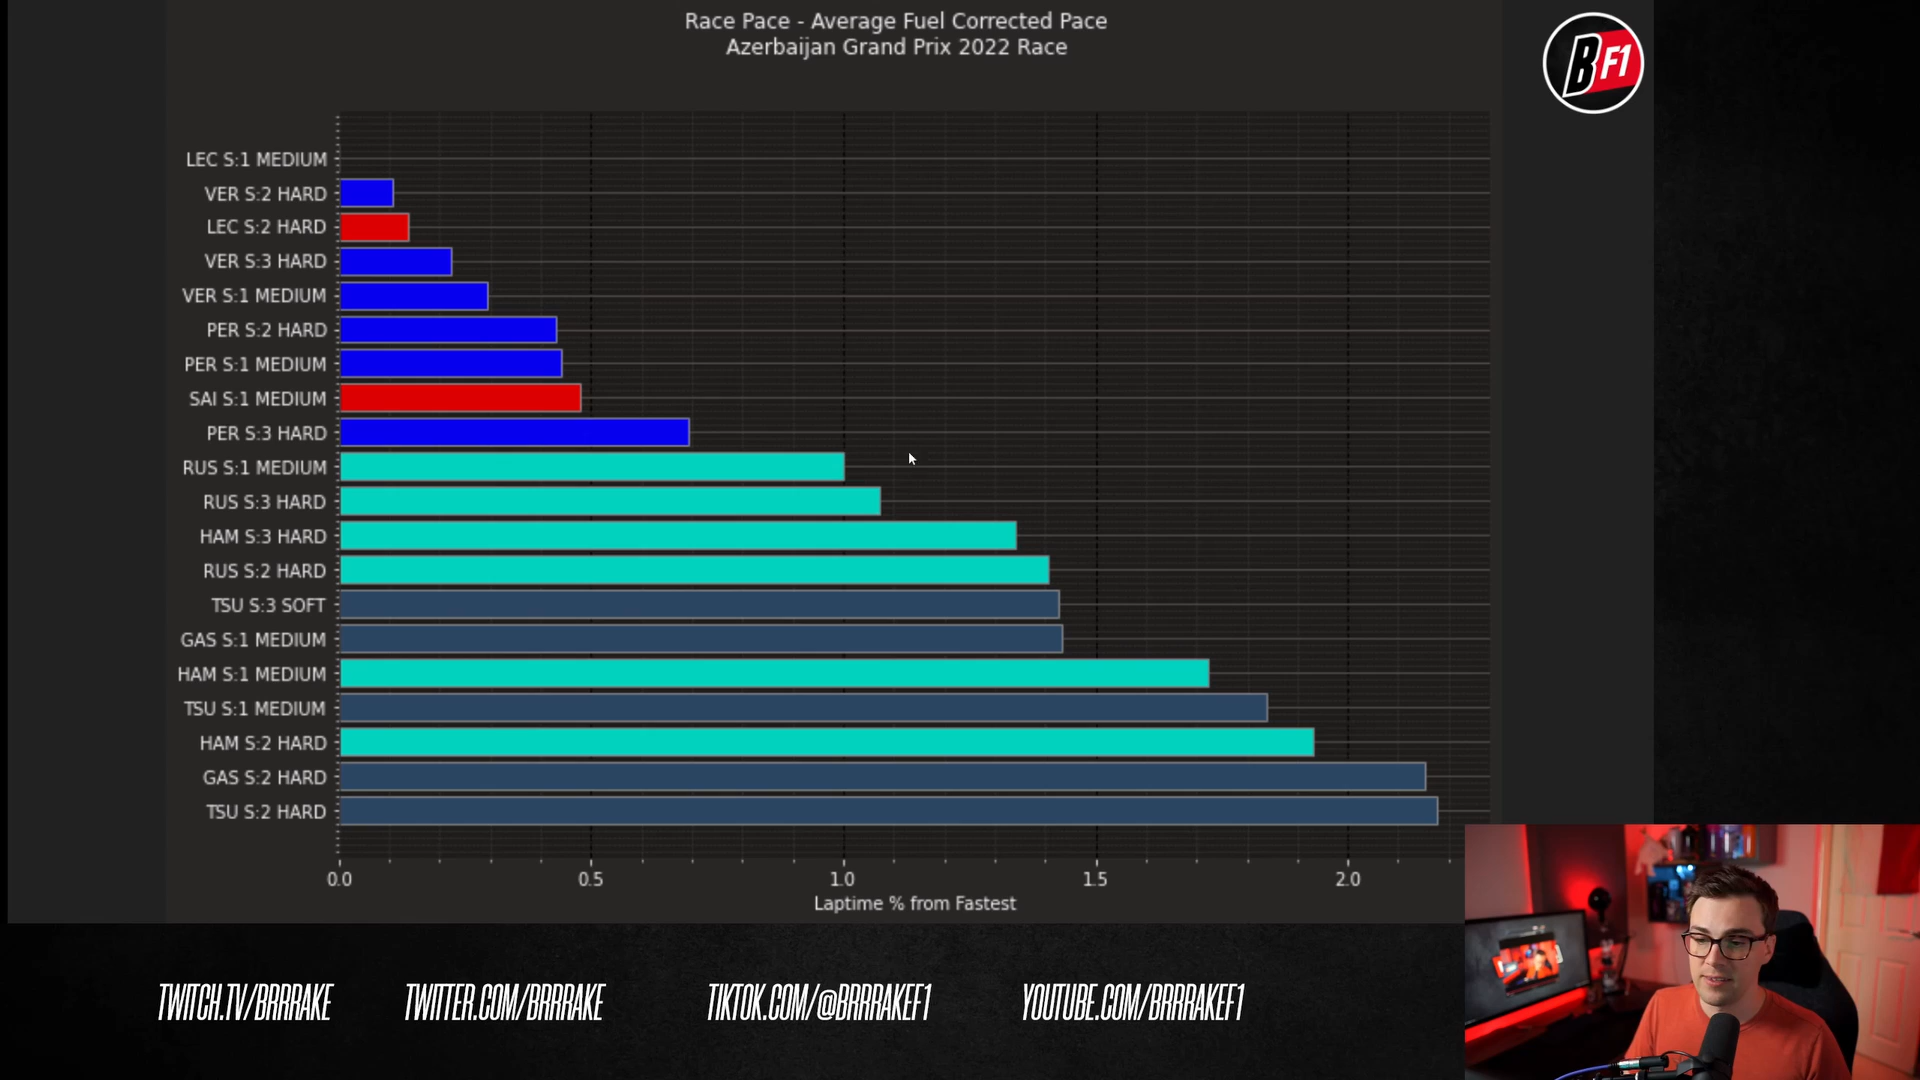 Race Pace - Average Fuel Corrected Pace
Azerbaijan Grand Prix 2022 Race
BF1
LEC S:1 MEDIUM
VER S:2 HARD
LEC S:2 HARD
VER S:3 HARD
VER S:1 MEDIUM
PER S:2 HARD
PER S:1 MEDIUM
SAI S:1 MEDIUM
PER S:3 HARD
RUS S:1 MEDIUM
RUS S:3 HARD
HAM S:3 HARD
RUS S:2 HARD
TSU S:3 SOFT
GAS S:1 MEDIUM
HAM S:1 MEDIUM
TSU S:1 MEDIUM
HAM S:2 HARD
GAS S:2 HARD
TSU S:2 HARD
0.0 0.5 1.0 1.5 2.0
Laptime % from Fastest
TWITCH.TV/BRRRAKE TWITTER.COM/BRRRAKE TIKTOK.COM/@BRRRAKEF1 YOUTUBE.COM/BRRRAKEF1